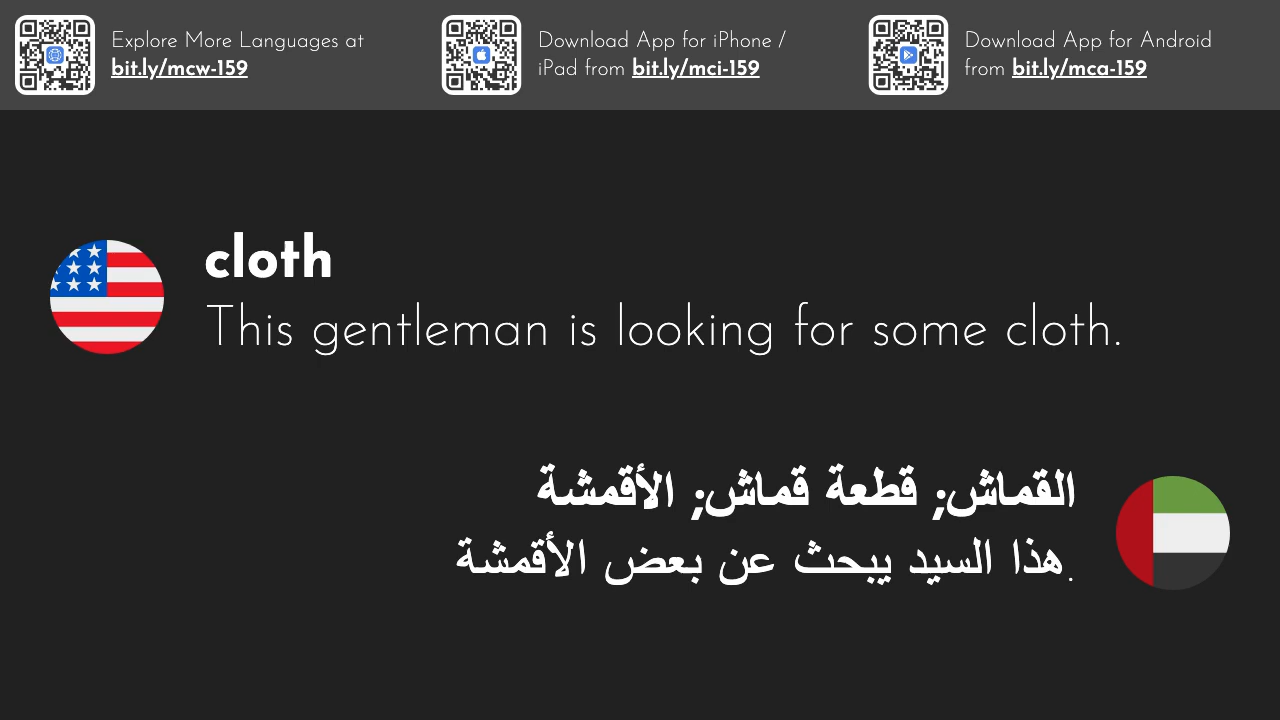 Explore More Languages at
bit.ly/mcw-159
Download App for iPhone /
iPad from bit.ly/mci-159
Download App for Android
from bit.ly/mca-159
cloth
This gentleman is looking for some cloth.
القماش; قطعة قماش; الأقمشة
هذا السيد يبحث عن بعض الأقمشة.